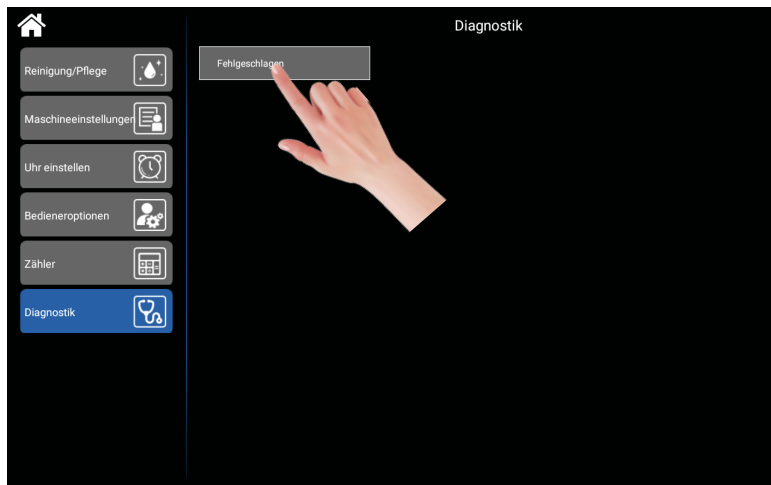 Diagnostik
Reinigung/Pflege
Maschineeinstellungen
Uhr einstellen
Bedieneroptionen
Zähler
Diagnostik
Fehlgeschlagen